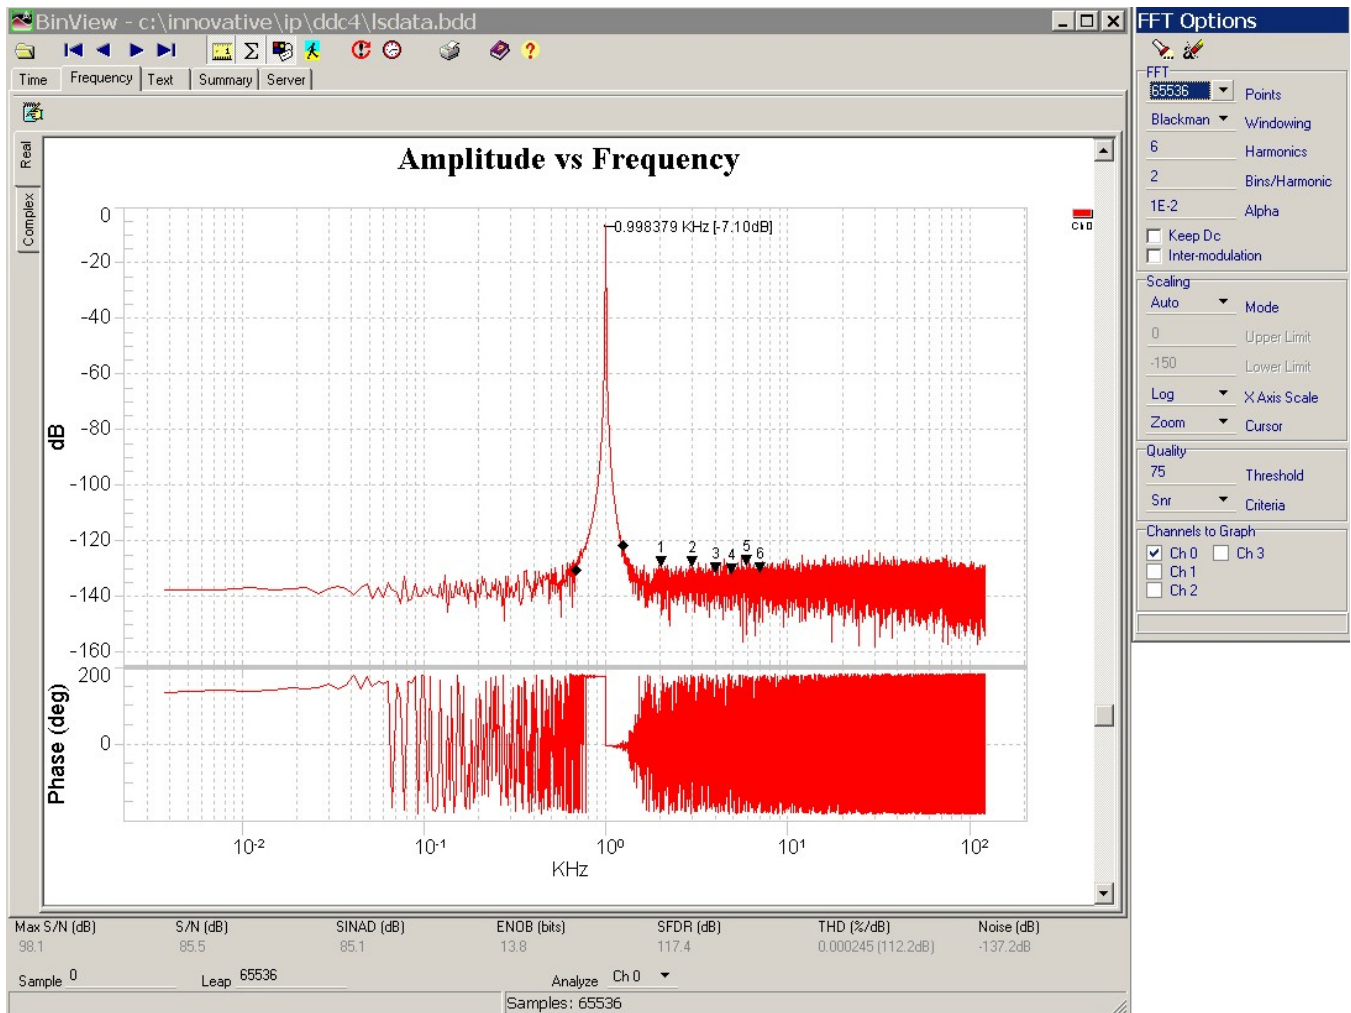 BinView - c:\innovative\ip\ddc4\lsdata.bdd
Time Frequency Text Summary Server
Real
Complex
Amplitude vs Frequency
Ch 0
0.998379 KHz [-7.10dB]
dB
0
-20
-40
-60
-80
-100
-120
-140
-160
1 2 3 4 5 6
Phase (deg)
200
0
10-2 10-1 100 101 102
KHz
Max S/N (dB) S/N (dB) SINAD (dB) ENOB (bits) SFDR (dB) THD (%/dB) Noise (dB)
98.1 85.5 85.1 13.8 117.4 0.000245 (112.2dB) -137.2dB
Sample 0 Leap 65536 Analyze Ch 0
Samples: 65536
FFT Options
FFT
65536 Points
Blackman Windowing
6 Harmonics
2 Bins/Harmonic
1E-2 Alpha
Keep Dc
Inter-modulation
Scaling
Auto Mode
0 Upper Limit
-150 Lower Limit
Log X Axis Scale
Zoom Cursor
Quality
75 Threshold
Snr Criteria
Channels to Graph
Ch 0 Ch 3
Ch 1
Ch 2